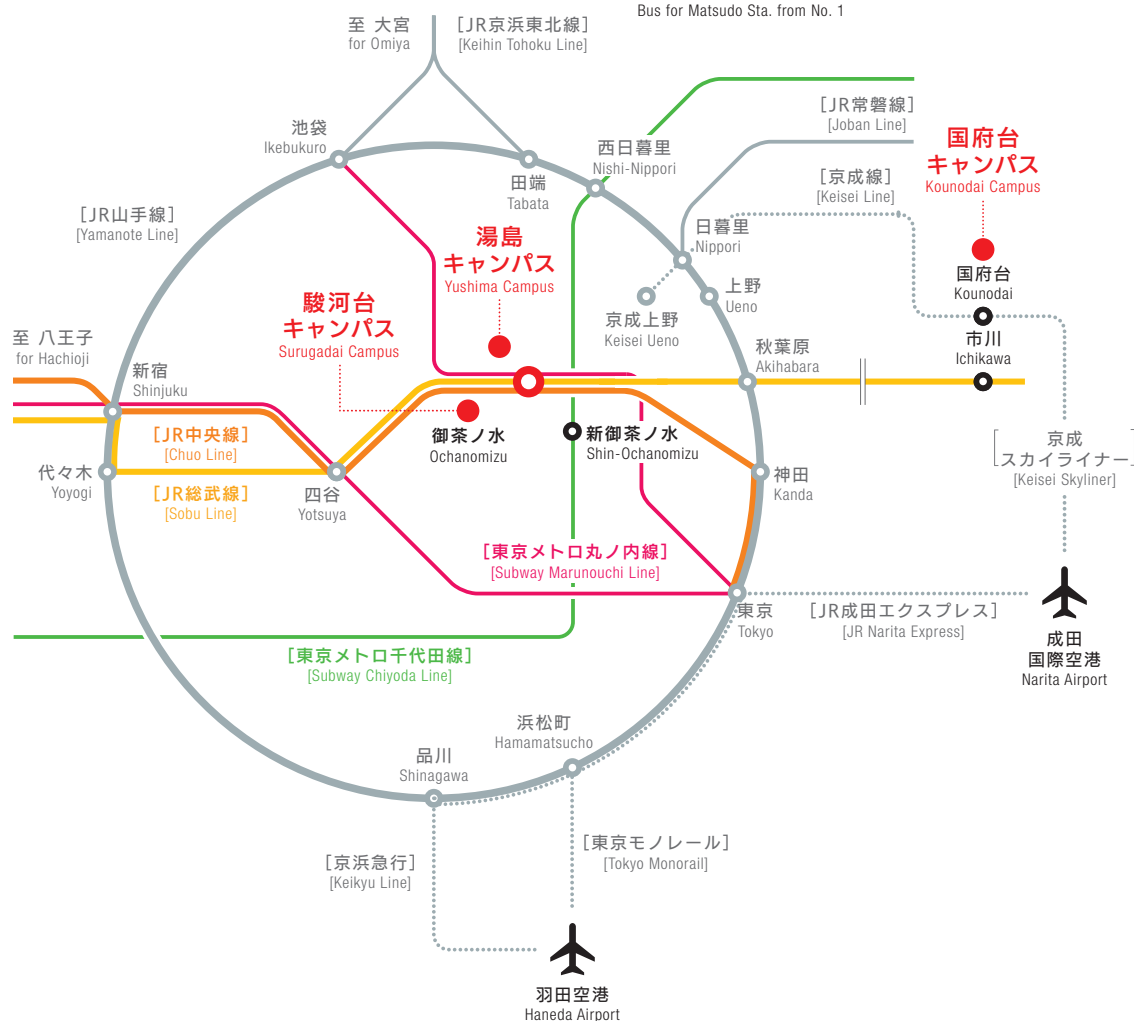 Bus for Matsudo Sta. from No. 1
至 大宮
for Omiya
［JR京浜東北線］
[Keihin Tohoku Line]
［JR常磐線］
[Joban Line]
国府台
キャンパス
Kounodai Campus
池袋
Ikebukuro
田端
Tabata
西日暮里
Nishi-Nippori
［京成線］
[Keisei Line]
［JR山手線］
[Yamanote Line]
日暮里
Nippori
湯島
キャンパス
Yushima Campus
国府台
Kounodai
上野
Ueno
京成上野
Keisei Ueno
駿河台
キャンパス
Surugadai Campus
至 八王子
for Hachioji
新宿
Shinjuku
秋葉原
Akihabara
市川
Ichikawa
［JR中央線］
[Chuo Line]
御茶ノ水
Ochanomizu
新御茶ノ水
Shin-Ochanomizu
京成
スカイライナー
[Keisei Skyliner]
代々木
Yoyogi
［JR総武線］
[Sobu Line]
四谷
Yotsuya
神田
Kanda
［東京メトロ丸ノ内線］
[Subway Marunouchi Line]
東京
Tokyo
［JR成田エクスプレス］
[JR Narita Express]
成田
国際空港
Narita Airport
［東京メトロ千代田線］
[Subway Chiyoda Line]
浜松町
Hamamatsucho
品川
Shinagawa
［東京モノレール］
[Tokyo Monorail]
［京浜急行］
[Keikyu Line]
羽田空港
Haneda Airport